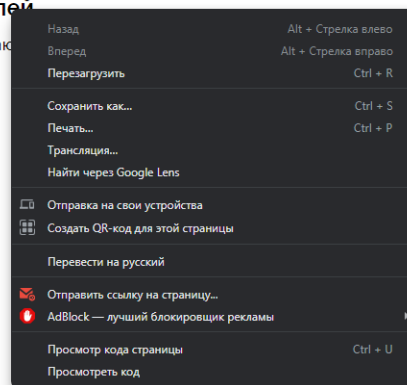 лей
Назад Alt + Стрелка влево
Вперед Alt + Стрелка вправо
Перезагрузить Ctrl + R
Сохранить как... Ctrl + S
Печать... Ctrl + P
Трансляция...
Найти через Google Lens
Отправка на свои устройства
Создать QR-код для этой страницы
Перевести на русский
Отправить ссылку на страницу...
AdBlock — лучший блокировщик рекламы
Просмотр кода страницы Ctrl + U
Просмотреть код